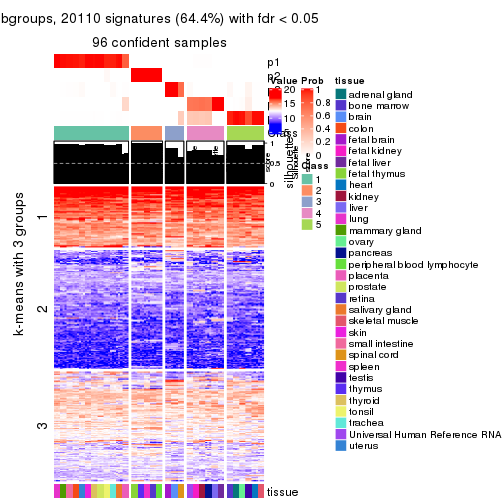 bgroups, 20110 signatures (64.4%) with fdr < 0.05
96 confident samples
p1
p2
p
Value
20
15
10
5
0
Prob
1
0.8
0.6
0.4
0.2
0
Class
1
0.5
0
silhouette
Class
1
2
3
4
5
k-means with 3 groups
1
2
3
tissue
tissue
adrenal gland
bone marrow
brain
colon
fetal brain
fetal kidney
fetal liver
fetal thymus
heart
kidney
liver
lung
mammary gland
ovary
pancreas
peripheral blood lymphocyte
placenta
prostate
retina
salivary gland
skeletal muscle
skin
small intestine
spinal cord
spleen
testis
thymus
thyroid
tonsil
trachea
Universal Human Reference RNA
uterus